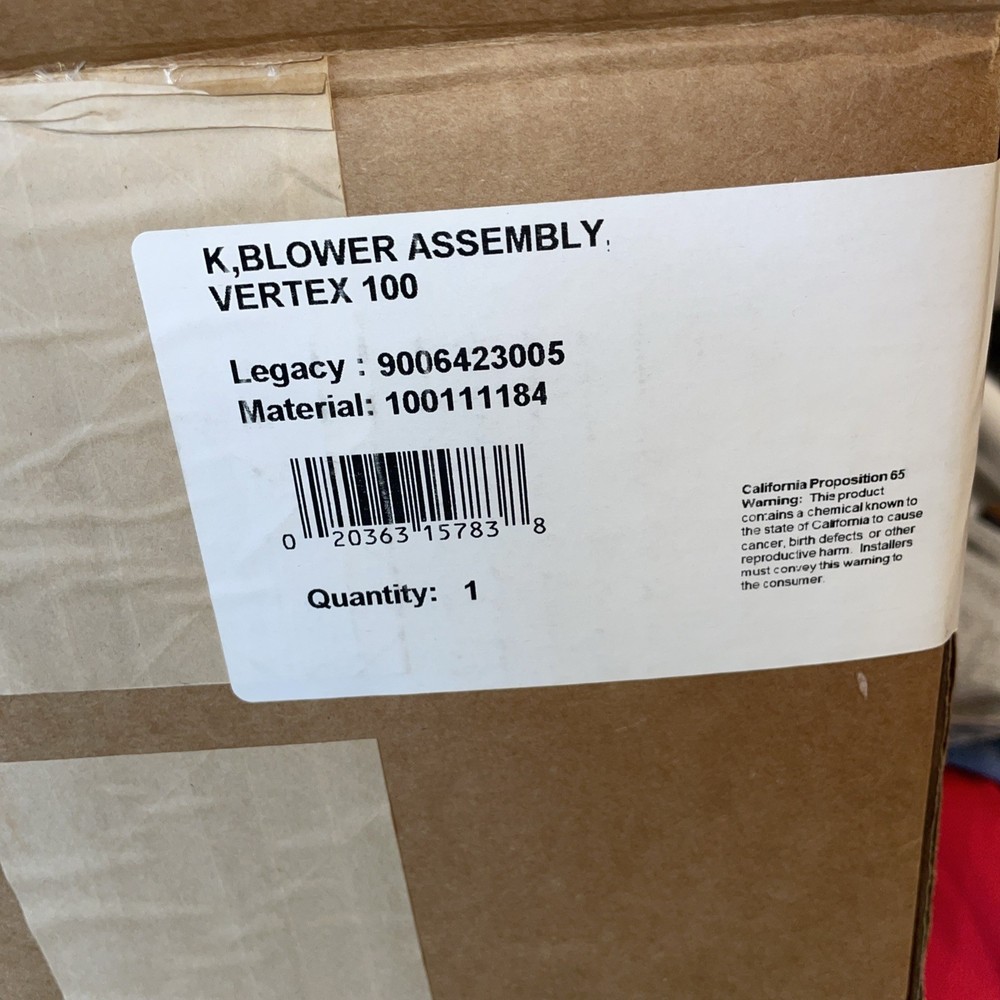 K,BLOWER ASSEMBLY,
VERTEX 100
Legacy : 9006423005
Material: 100111184
0 20363 15783 8
Quantity: 1
California Proposition 65
Warning: This product
contains a chemical known to
the state of California to cause
cancer, birth defects or other
reproductive harm. Installers
must convey this warning to
the consumer.